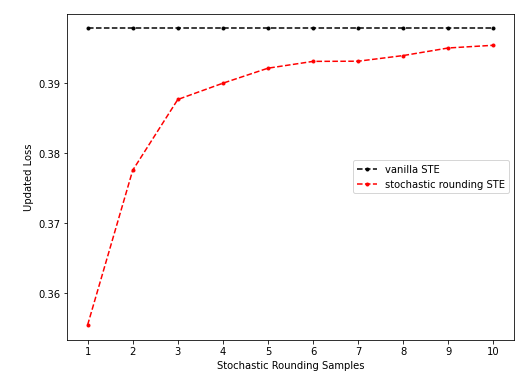 0.39
0.38
0.37
0.36
Updated Loss
vanilla STE
stochastic rounding STE
1 2 3 4 5 6 7 8 9 10
Stochastic Rounding Samples